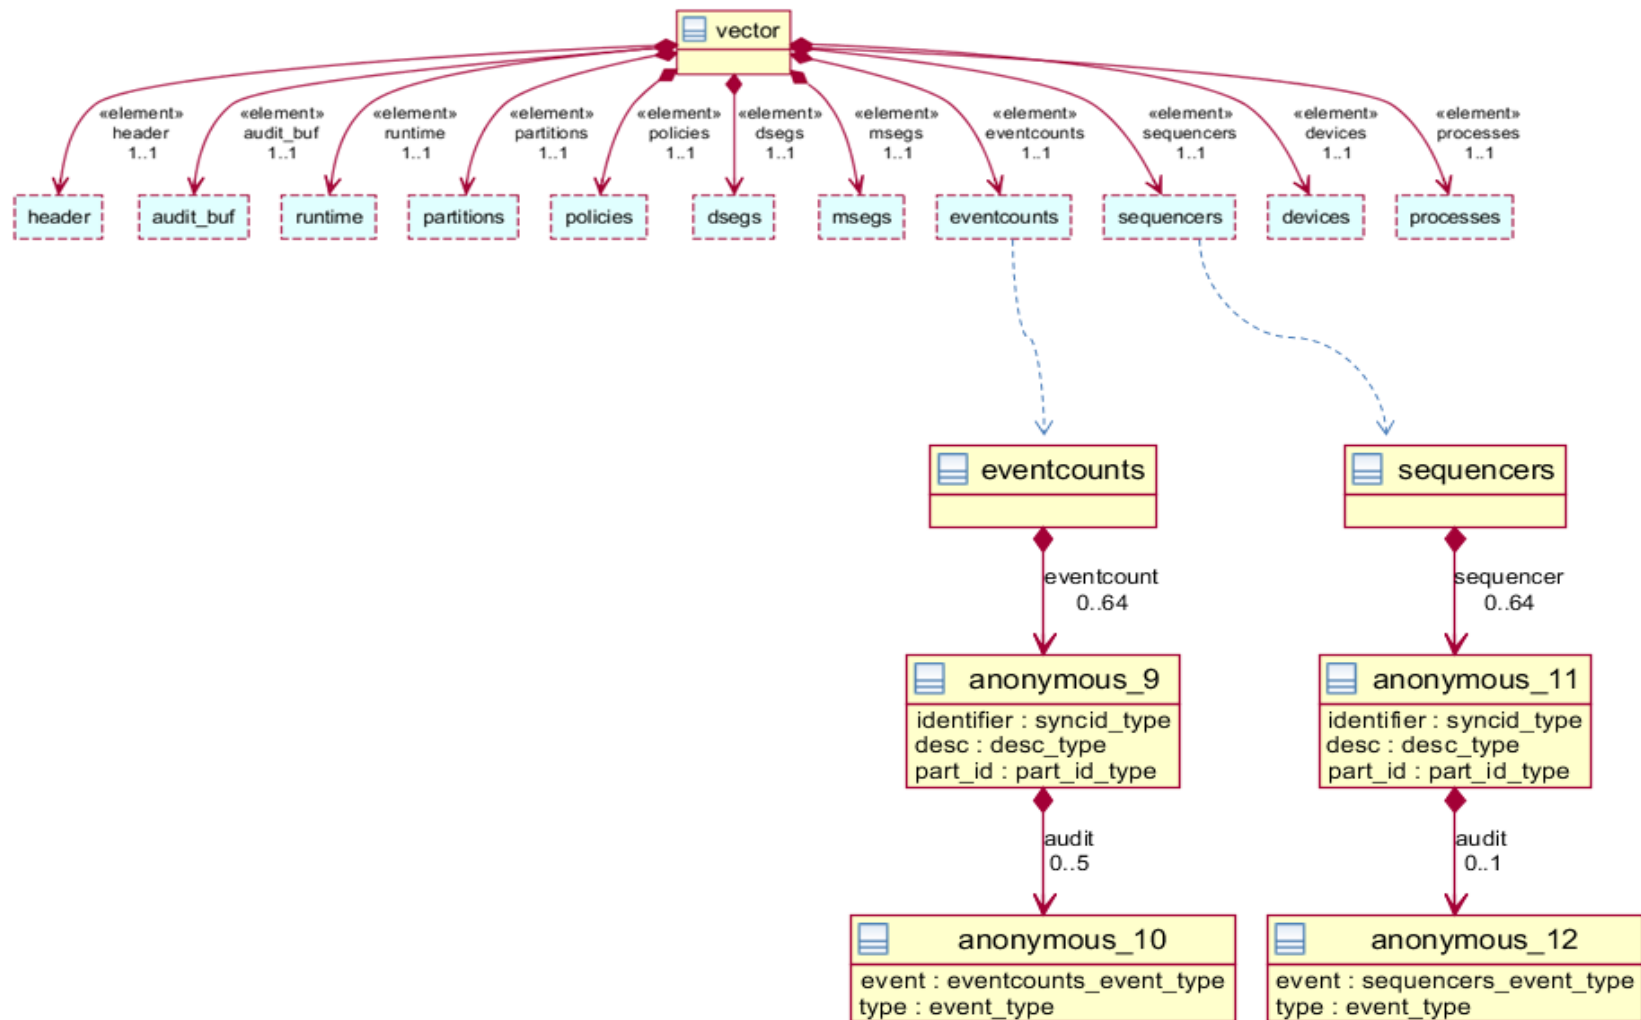 vector
«element» «element» «element» «element» «element» «element» «element» «element» «element» «element» «element»
header audit_buf runtime partitions policies dsegs msegs eventcounts sequencers devices processes
1..1 1..1 1..1 1..1 1..1 1..1 1..1 1..1 1..1 1..1 1..1
header audit_buf runtime partitions policies dsegs msegs eventcounts sequencers devices processes
eventcounts sequencers
eventcount sequencer
0..64 0..64
anonymous_9 anonymous_11
identifier : syncid_type identifier : syncid_type
desc : desc_type desc : desc_type
part_id : part_id_type part_id : part_id_type
audit audit
0..5 0..1
anonymous_10 anonymous_12
event : eventcounts_event_type event : sequencers_event_type
type : event_type type : event_type